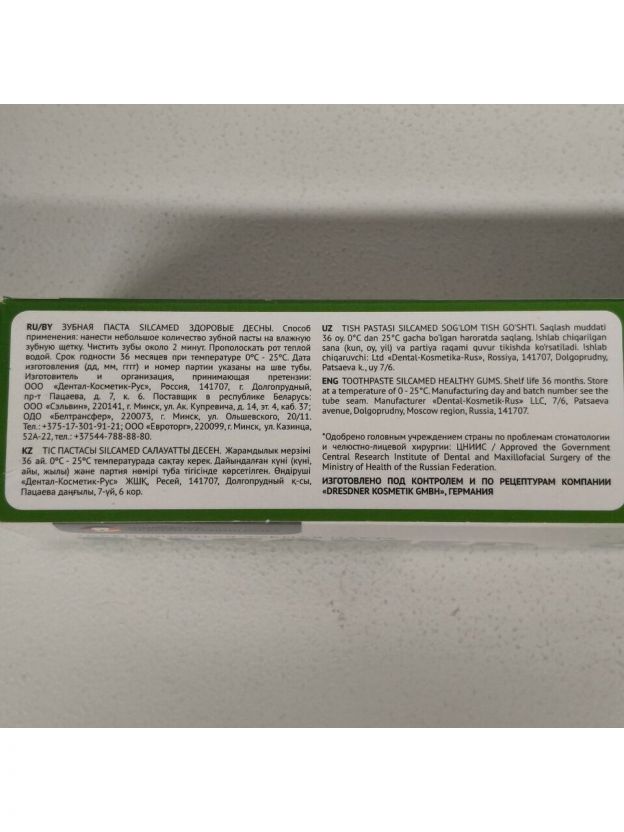 RU/BY ЗУБНАЯ ПАСТА SILCAMED ЗДОРОВЫЕ ДЕСНЫ. Способ
применения: нанести небольшое количество зубной пасты на влажную
зубную щетку. Чистить зубы около 2 минут. Прополоскать рот теплой
водой. Срок годности 36 месяцев при температуре 0°С - 25°С. Дата
изготовления (дд, мм, гггг) и номер партии указаны на шве тубы.
Изготовитель и организация, принимающая претензии:
ООО «Дентал-Косметик-Рус», Россия, 141707, г. Долгопрудный,
пр-т Пацаева, д. 7, к. 6. Поставщик в республику Беларусь:
ООО «Сэльвин», 220141, г. Минск, ул. Ак. Купревича, д. 14, эт. 4, каб. 37;
ОДО «Белтрансфер», 220073, г. Минск, ул. Ольшевского, 20/11.
Тел.: +375-17-301-91-21; ООО «Евроторг», 220099, г. Минск, ул. Казинца,
52А-22, тел.: +37544-788-88-80.
KZ ТІС ПАСТАСЫ SILCAMED САЛАУАТТЫ ДЕСЕН. Жарамдылық мерзімі
36 ай. 0°С - 25°С температурада сақтау керек. Дайындалған күні (күні,
айы, жылы) және партия нөмірі туба тігісінде көрсетілген. Өндіруші
«Дентал-Косметик-Рус» ЖШҚ, Ресей, 141707, Долгопрудный қ-сы,
Пацаева даңғылы, 7-үй, 6 кор.
UZ TISH PASTASI SILCAMED SOG'LOM TISH GO'SHTI. Saqlash muddati
36 oy. 0°C dan 25°C gacha bo'lgan haroratda saqlang. Ishlab chiqarilgan
sana (kun, oy, yil) va partiya raqami quvur tikishda ko'rsatiladi. Ishlab
chiqaruvchi: Ltd «Dental-Kosmetika-Rus», Rossiya, 141707, Dolgoprudny,
Patsaeva k., uy 7/6.
ENG TOOTHPASTE SILCAMED HEALTHY GUMS. Shelf life 36 months. Store
at a temperature of 0 - 25°C. Manufacturing day and batch number see the
tube seam. Manufacturer «Dental-Kosmetik-Rus» LLC, 7/6, Patsaeva
avenue, Dolgoprudny, Moscow region, Russia, 141707.
*Одобрено головным учреждением страны по проблемам стоматологии
и челюстно-лицевой хирургии: ЦНИИС / Approved the Government
Central Research Institute of Dental and Maxillofacial Surgery of the
Ministry of Health of the Russian Federation.
ИЗГОТОВЛЕНО ПОД КОНТРОЛЕМ И ПО РЕЦЕПТУРАМ КОМПАНИИ
«DRESDNER KOSMETIK GMBH», ГЕРМАНИЯ